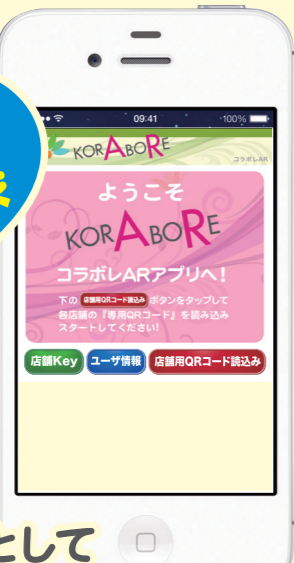 09:41
100%
KORABORE
コラボレAR
ようこそ
KORABORE
コラボレARアプリへ!
下の 店舗用QRコード読込み ボタンをタップして
各店舗の『専用QRコード』を読み込み
スタートしてください!
店舗Key ユーザ情報 店舗用QRコード読込み
として